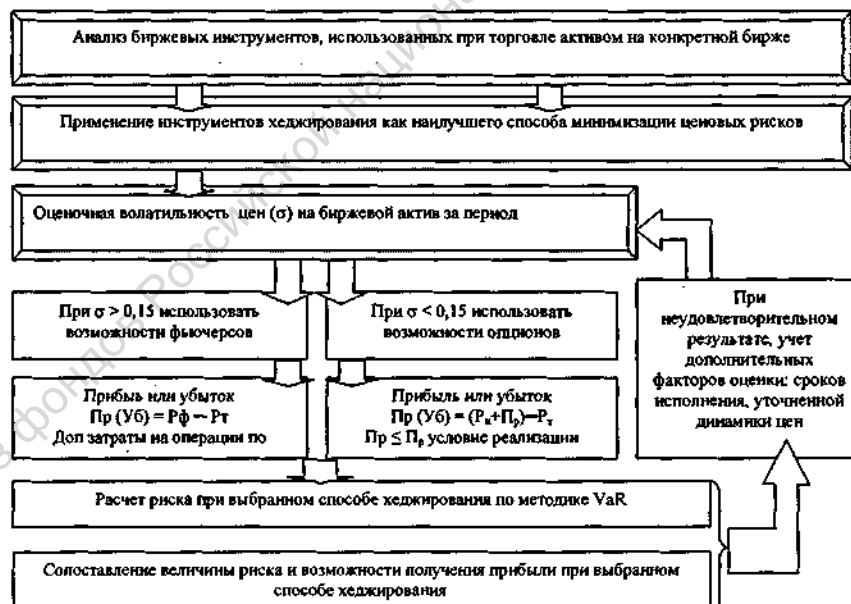 Анализ биржевых инструментов, использованных при торговле активом на конкретной бирже
Применение инструментов хеджирования как наилучшего способа минимизации ценовых рисков
Оценочная волатильность цен (σ) на биржевой актив за период
При σ > 0,15 использовать
возможности фьючерсов
При σ < 0,15 использовать
возможности опционов
При
неудовлетворительном
результате, учет
дополнительных
факторов оценки: сроков
исполнения, уточненной
динамики цен
Прибыль или убыток
Пр (Уб) = Рф – Рт
Доп затраты на операции по
Прибыль или убыток
Пр (Уб) = (Рн+Пр)–Рт
Пр ≤ Пр условие реализации
Расчет риска при выбранном способе хеджирования по методике VaR
Сопоставление величины риска и возможности получения прибыли при выбранном
способе хеджирования
з фондов Российской национа